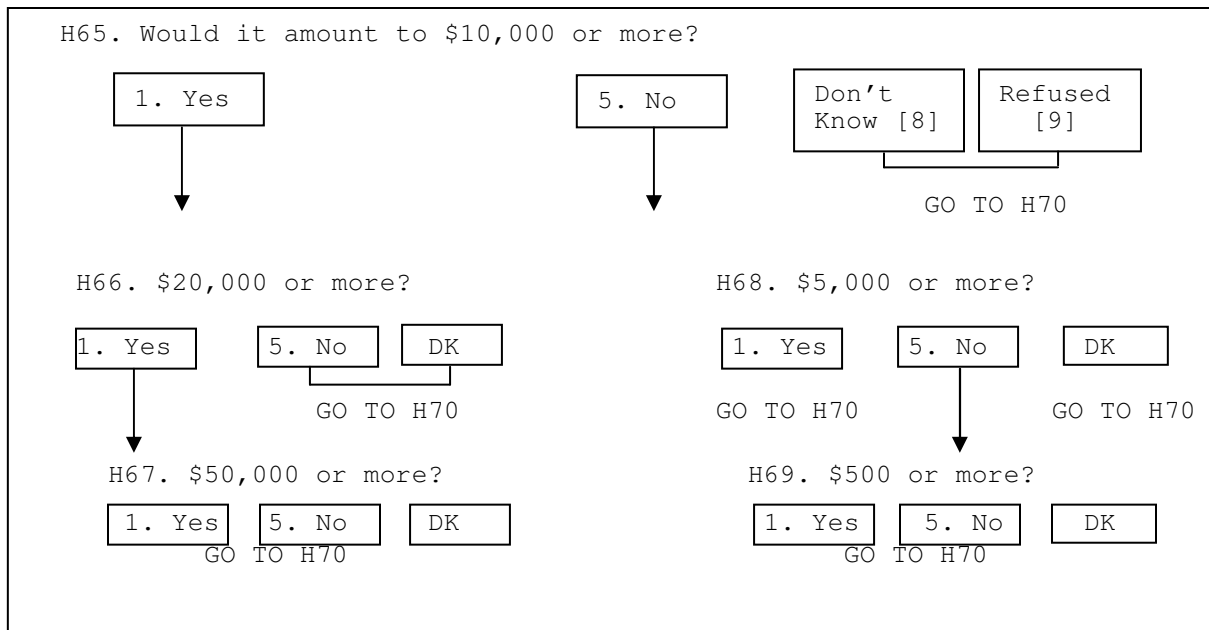 H65. Would it amount to $10,000 or more?
1. Yes
5. No
Don't
Know [8]
Refused
[9]
GO TO H70
H66. $20,000 or more?
H68. $5,000 or more?
1. Yes
5. No
DK
1. Yes
5. No
DK
GO TO H70
GO TO H70
GO TO H70
H67. $50,000 or more?
H69. $500 or more?
1. Yes
5. No
DK
1. Yes
5. No
DK
GO TO H70
GO TO H70